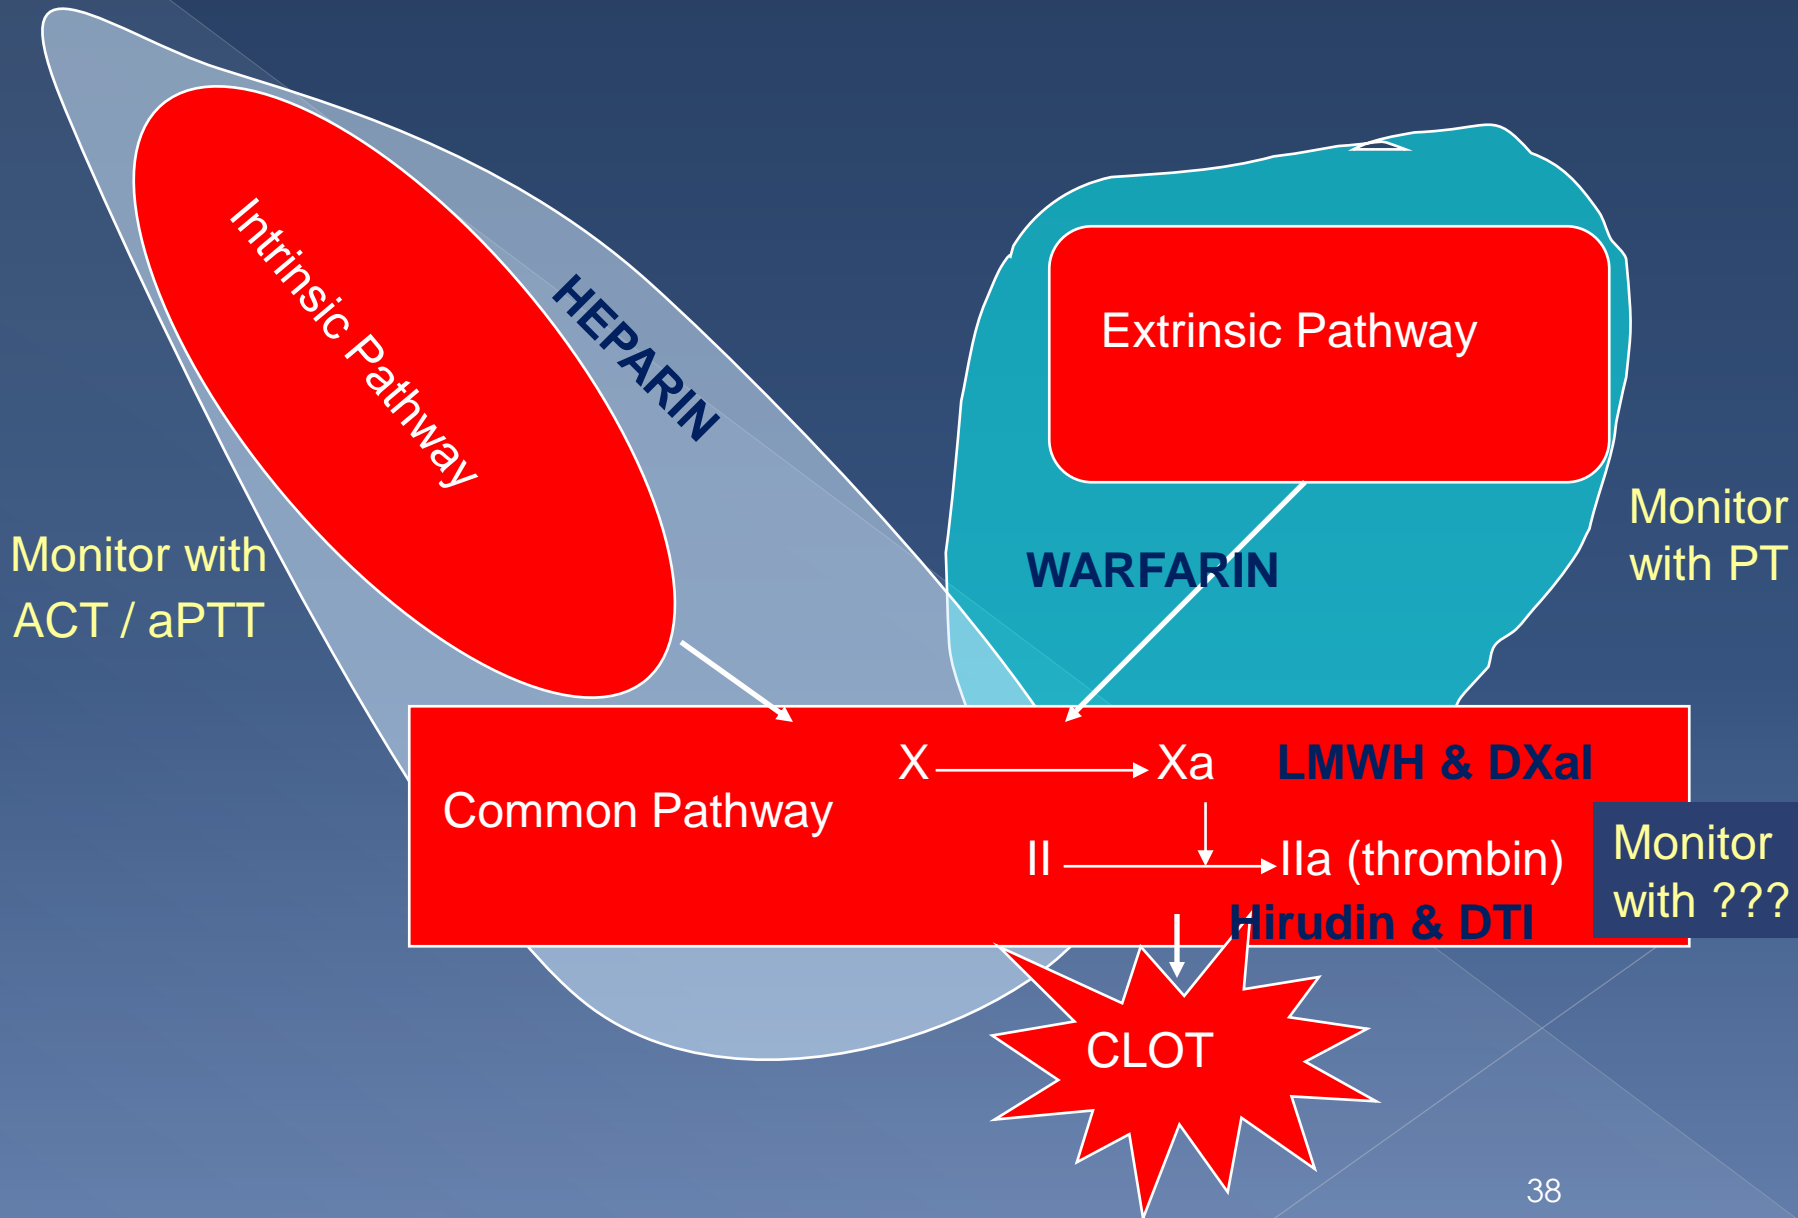 Intrinsic Pathway
HEPARIN
Extrinsic Pathway
Monitor with
ACT / aPTT
WARFARIN
Monitor
with PT
Common Pathway
X Xa LMWH & DXaI
II IIa (thrombin)
Hirudin & DTI
Monitor
with ???
CLOT
38